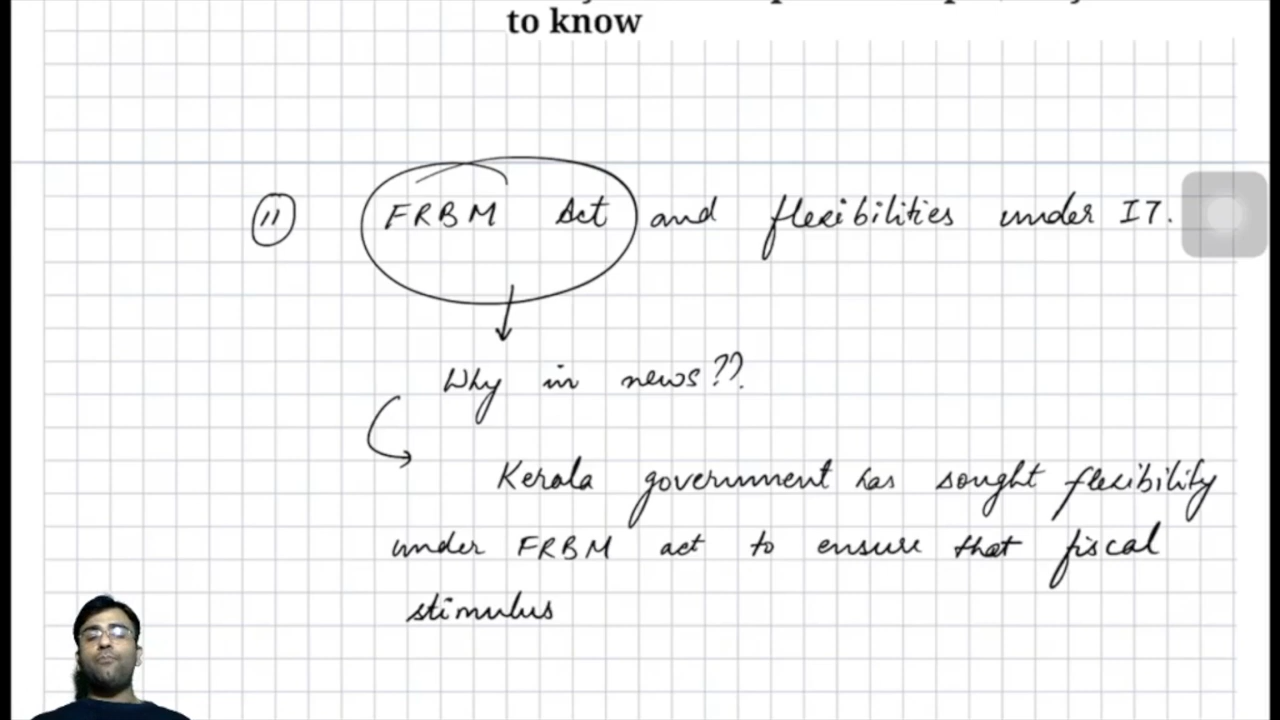 to know
11 FRBM Act and flexibilities under IT.
Why in news??
Kerala government has sought flexibility
under FRBM act to ensure that fiscal
stimulus